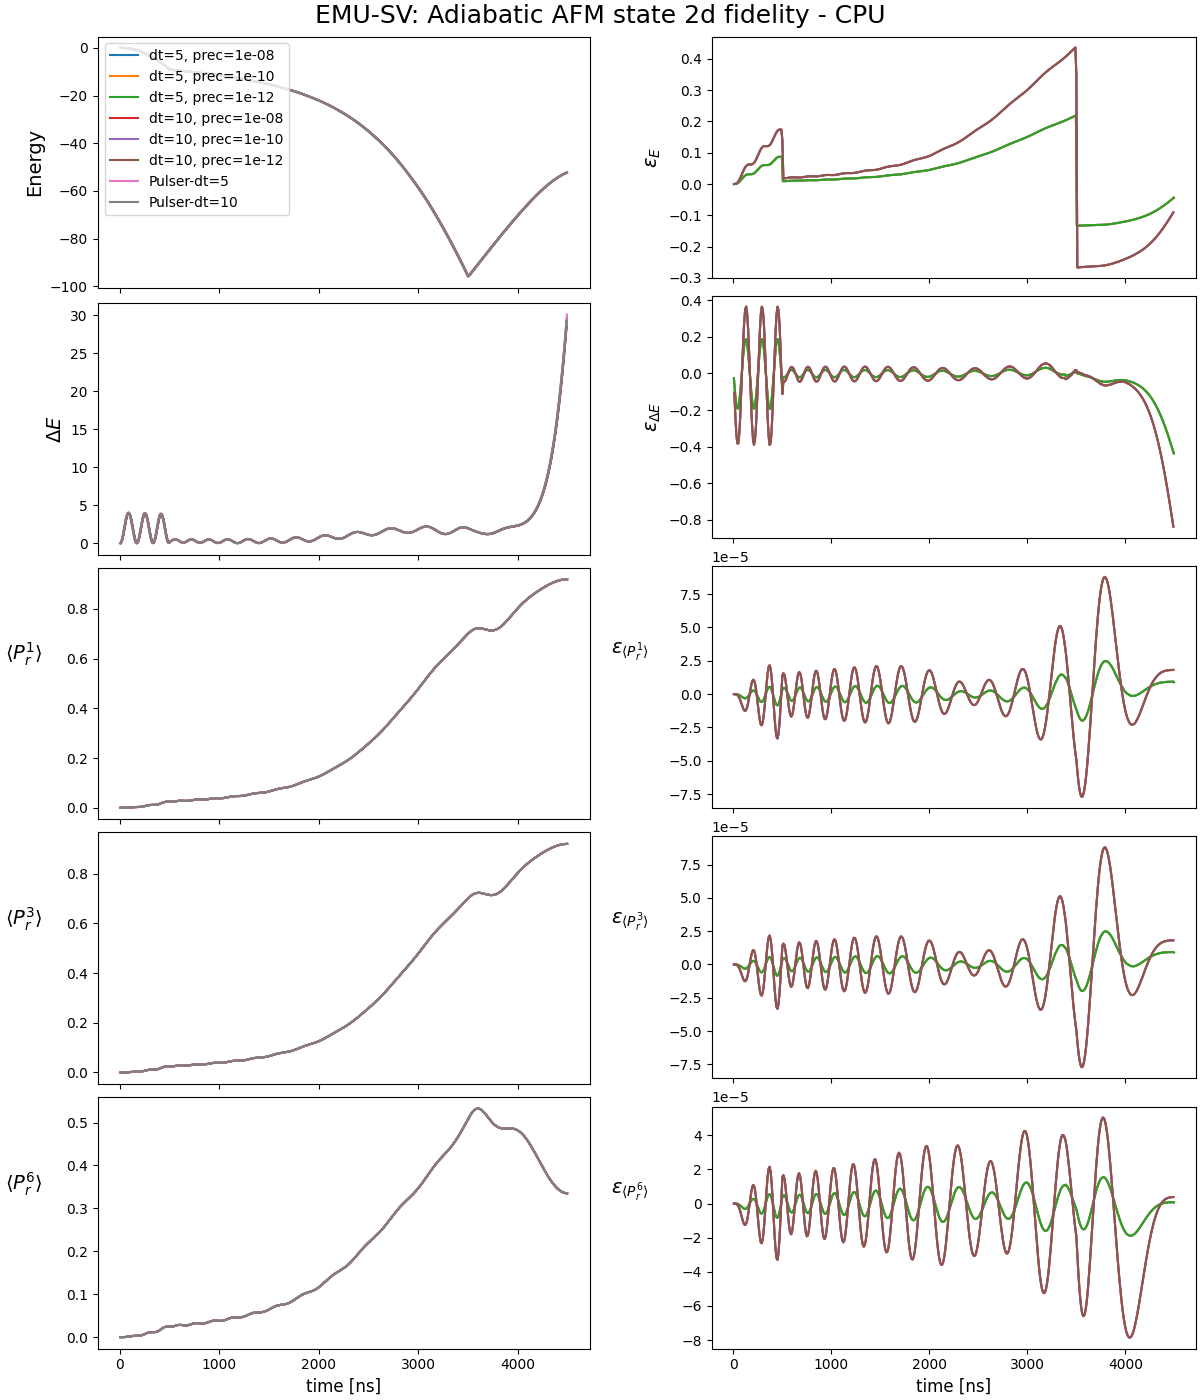 EMU-SV: Adiabatic AFM state 2d fidelity - CPU
Energy
0
−20
−40
−60
−80
−100
dt=5, prec=1e-08
dt=5, prec=1e-10
dt=5, prec=1e-12
dt=10, prec=1e-08
dt=10, prec=1e-10
dt=10, prec=1e-12
Pulser-dt=5
Pulser-dt=10
ε_E
0.4
0.3
0.2
0.1
0.0
−0.1
−0.2
−0.3
ΔE
30
25
20
15
10
5
0
ε_ΔE
0.4
0.2
0.0
−0.2
−0.4
−0.6
−0.8
⟨P_r^1⟩
0.8
0.6
0.4
0.2
0.0
1e−5
ε_⟨P_r^1⟩
7.5
5.0
2.5
0.0
−2.5
−5.0
−7.5
⟨P_r^3⟩
0.8
0.6
0.4
0.2
0.0
1e−5
ε_⟨P_r^3⟩
7.5
5.0
2.5
0.0
−2.5
−5.0
−7.5
⟨P_r^6⟩
0.5
0.4
0.3
0.2
0.1
0.0
0 1000 2000 3000 4000
time [ns]
1e−5
ε_⟨P_r^6⟩
4
2
0
−2
−4
−6
−8
0 1000 2000 3000 4000
time [ns]